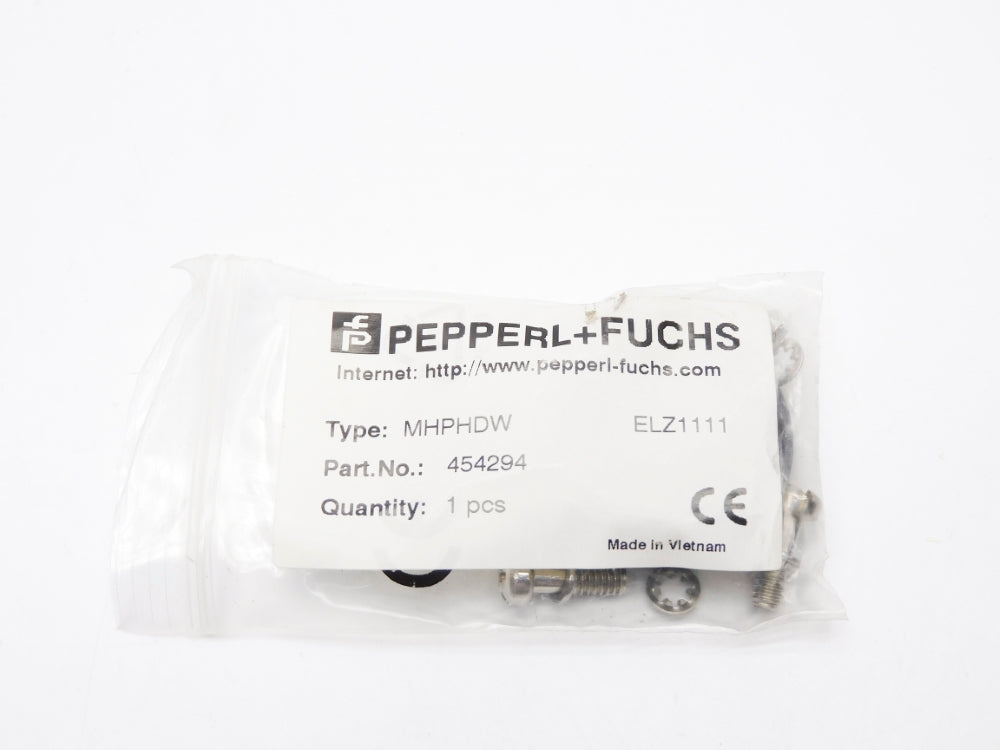 PEPPERL+FUCHS
Internet: http://www.pepperl-fuchs.com
Type: MHPHDW ELZ1111
Part.No.: 454294
Quantity: 1 pcs
CE
Made in Vietnam